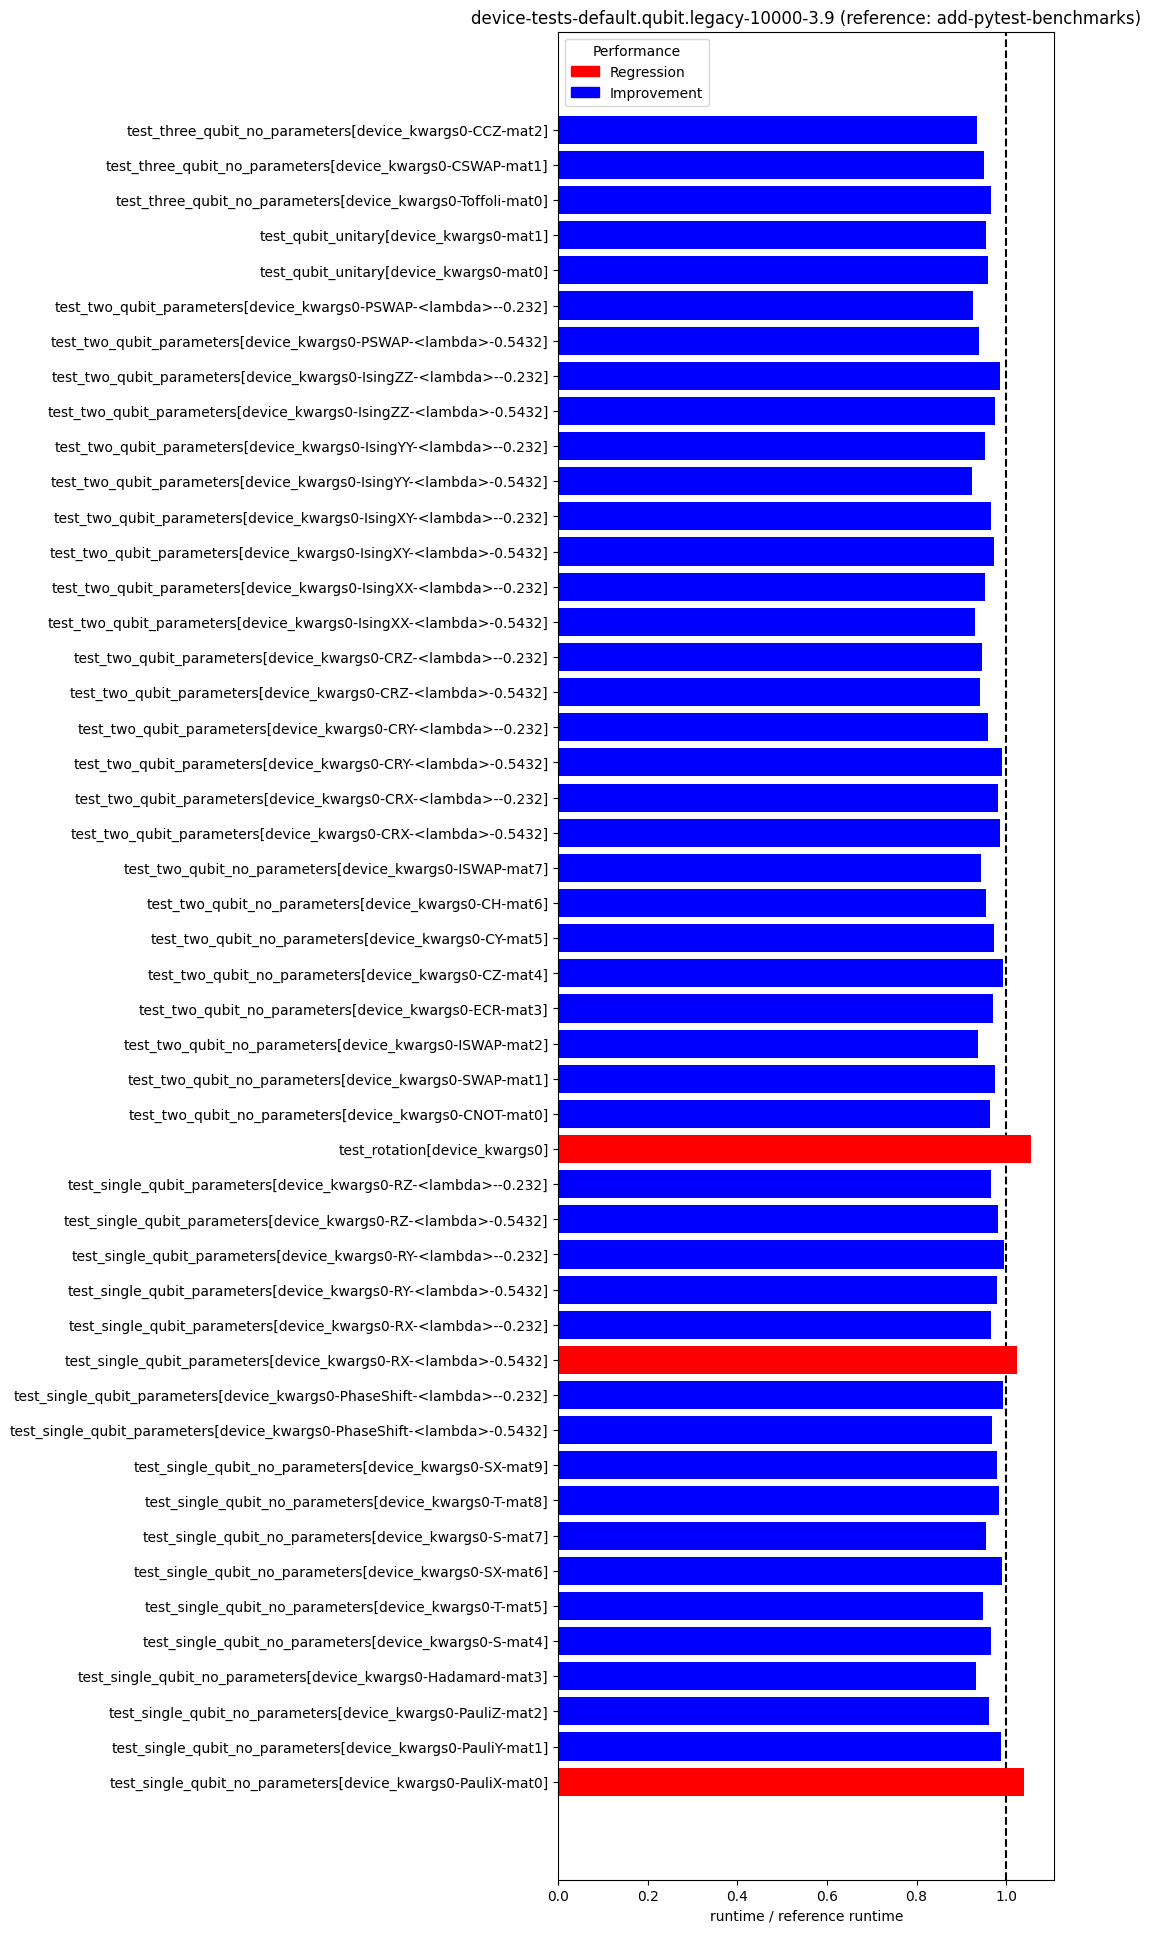 device-tests-default.qubit.legacy-10000-3.9 (reference: add-pytest-benchmarks)
Performance
Regression
Improvement
test_three_qubit_no_parameters[device_kwargs0-CCZ-mat2]
test_three_qubit_no_parameters[device_kwargs0-CSWAP-mat1]
test_three_qubit_no_parameters[device_kwargs0-Toffoli-mat0]
test_qubit_unitary[device_kwargs0-mat1]
test_qubit_unitary[device_kwargs0-mat0]
test_two_qubit_parameters[device_kwargs0-PSWAP-<lambda>--0.232]
test_two_qubit_parameters[device_kwargs0-PSWAP-<lambda>-0.5432]
test_two_qubit_parameters[device_kwargs0-IsingZZ-<lambda>--0.232]
test_two_qubit_parameters[device_kwargs0-IsingZZ-<lambda>-0.5432]
test_two_qubit_parameters[device_kwargs0-IsingYY-<lambda>--0.232]
test_two_qubit_parameters[device_kwargs0-IsingYY-<lambda>-0.5432]
test_two_qubit_parameters[device_kwargs0-IsingXY-<lambda>--0.232]
test_two_qubit_parameters[device_kwargs0-IsingXY-<lambda>-0.5432]
test_two_qubit_parameters[device_kwargs0-IsingXX-<lambda>--0.232]
test_two_qubit_parameters[device_kwargs0-IsingXX-<lambda>-0.5432]
test_two_qubit_parameters[device_kwargs0-CRZ-<lambda>--0.232]
test_two_qubit_parameters[device_kwargs0-CRZ-<lambda>-0.5432]
test_two_qubit_parameters[device_kwargs0-CRY-<lambda>--0.232]
test_two_qubit_parameters[device_kwargs0-CRY-<lambda>-0.5432]
test_two_qubit_parameters[device_kwargs0-CRX-<lambda>--0.232]
test_two_qubit_parameters[device_kwargs0-CRX-<lambda>-0.5432]
test_two_qubit_no_parameters[device_kwargs0-ISWAP-mat7]
test_two_qubit_no_parameters[device_kwargs0-CH-mat6]
test_two_qubit_no_parameters[device_kwargs0-CY-mat5]
test_two_qubit_no_parameters[device_kwargs0-CZ-mat4]
test_two_qubit_no_parameters[device_kwargs0-ECR-mat3]
test_two_qubit_no_parameters[device_kwargs0-ISWAP-mat2]
test_two_qubit_no_parameters[device_kwargs0-SWAP-mat1]
test_two_qubit_no_parameters[device_kwargs0-CNOT-mat0]
test_rotation[device_kwargs0]
test_single_qubit_parameters[device_kwargs0-RZ-<lambda>--0.232]
test_single_qubit_parameters[device_kwargs0-RZ-<lambda>-0.5432]
test_single_qubit_parameters[device_kwargs0-RY-<lambda>--0.232]
test_single_qubit_parameters[device_kwargs0-RY-<lambda>-0.5432]
test_single_qubit_parameters[device_kwargs0-RX-<lambda>--0.232]
test_single_qubit_parameters[device_kwargs0-RX-<lambda>-0.5432]
test_single_qubit_parameters[device_kwargs0-PhaseShift-<lambda>--0.232]
test_single_qubit_parameters[device_kwargs0-PhaseShift-<lambda>-0.5432]
test_single_qubit_no_parameters[device_kwargs0-SX-mat9]
test_single_qubit_no_parameters[device_kwargs0-T-mat8]
test_single_qubit_no_parameters[device_kwargs0-S-mat7]
test_single_qubit_no_parameters[device_kwargs0-SX-mat6]
test_single_qubit_no_parameters[device_kwargs0-T-mat5]
test_single_qubit_no_parameters[device_kwargs0-S-mat4]
test_single_qubit_no_parameters[device_kwargs0-Hadamard-mat3]
test_single_qubit_no_parameters[device_kwargs0-PauliZ-mat2]
test_single_qubit_no_parameters[device_kwargs0-PauliY-mat1]
test_single_qubit_no_parameters[device_kwargs0-PauliX-mat0]
0.0 0.2 0.4 0.6 0.8 1.0
runtime / reference runtime